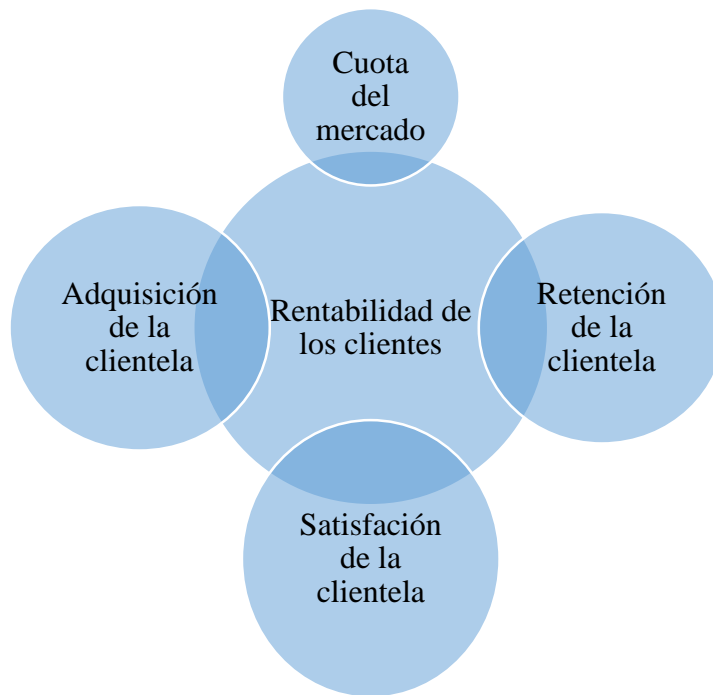 Cuota
del
mercado
Adquisición
de la
clientela
Rentabilidad de
los clientes
Retención
de la
clientela
Satisfación
de la
clientela